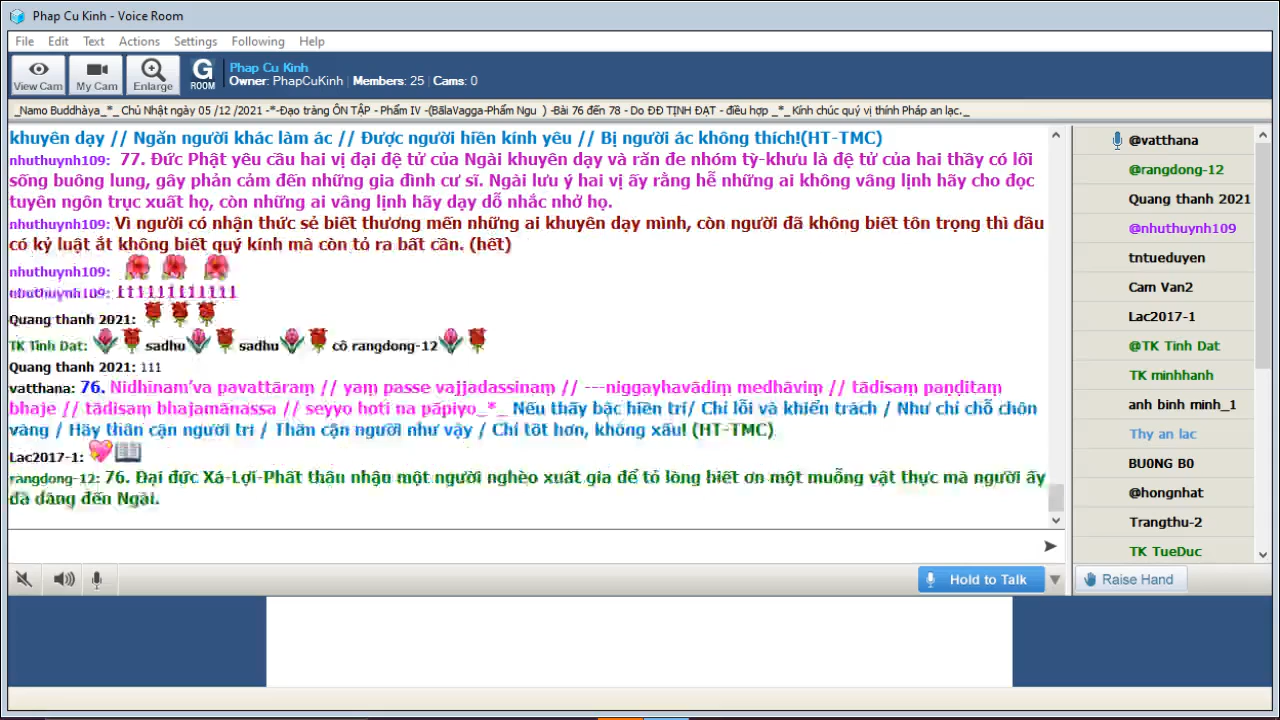 Phap Cu Kinh - Voice Room
File Edit Text Actions Settings Following Help
View Cam My Cam Enlarge G ROOM
Phap Cu Kinh
Owner: PhapCuKinh Members: 25 Cams: 0
_Namo Buddhàya_*_ Chủ Nhật ngày 05 /12 /2021 -*-Đạo tràng ÔN TẬP - Phẩm IV -(BālaVagga-Phẩm Ngu ) -Bài 76 đến 78 - Do ĐĐ TỊNH ĐẠT - điều hợp _*_Kính chúc quý vị thính Pháp an lạc._
khuyên dạy // Ngăn người khác làm ác // Được người hiền kính yêu // Bị người ác không thích!(HT-TMC)
nhuthuynh109: 77. Đức Phật yêu cầu hai vị đại đệ tử của Ngài khuyên dạy và răn đe nhóm tỳ-khưu là đệ tử của hai thầy có lối
sống buông lung, gây phản cảm đến những gia đình cư sĩ. Ngài lưu ý hai vị ấy rằng hễ những ai không vâng lịnh hãy cho đọc
tuyên ngôn trục xuất họ, còn những ai vâng lịnh hãy dạy dỗ nhắc nhở họ.
nhuthuynh109: Vì người có nhận thức sẻ biết thương mến những ai khuyên dạy mình, còn người đã không biết tôn trọng thì dầu
có kỷ luật ắt không biết quý kính mà còn tỏ ra bất cần. (hết)
nhuthuynh109:
nhuthuynh109: 111111111111
Quang thanh 2021:
TK Tinh Dat: sadhu sadhu cô rangdong-12
Quang thanh 2021: 111
vatthana: 76. Nidhinam’va pavattāraṃ // yaṃ passe vajjadassinaṃ // ---niggayhavādiṃ medhāviṃ // tādisaṃ paṇḍitaṃ
bhaje // tādisaṃ bhajamānassa // seyyo hoti na pāpiyo_*_ Nếu thấy bậc hiền trí/ Chỉ lỗi và khiển trách / Như chỉ chỗ chôn
vàng / Hãy thân cận người trí / Thân cận người như vậy / Chỉ tốt hơn, không xấu! (HT-TMC)
Lac2017-1:
rangdong-12: 76. Đại đức Xá-Lợi-Phất thâu nhận một người nghèo xuất gia để tỏ lòng biết ơn một muỗng vật thực mà người ấy
đã dâng đến Ngài.
Hold to Talk
@vatthana
@rangdong-12
Quang thanh 2021
@nhuthuynh109
tntueduyen
Cam Van2
Lac2017-1
@TK Tinh Dat
TK minhhanh
anh binh minh_1
Thy an lac
BU0NG B0
@hongnhat
Trangthu-2
TK TueDuc
Raise Hand